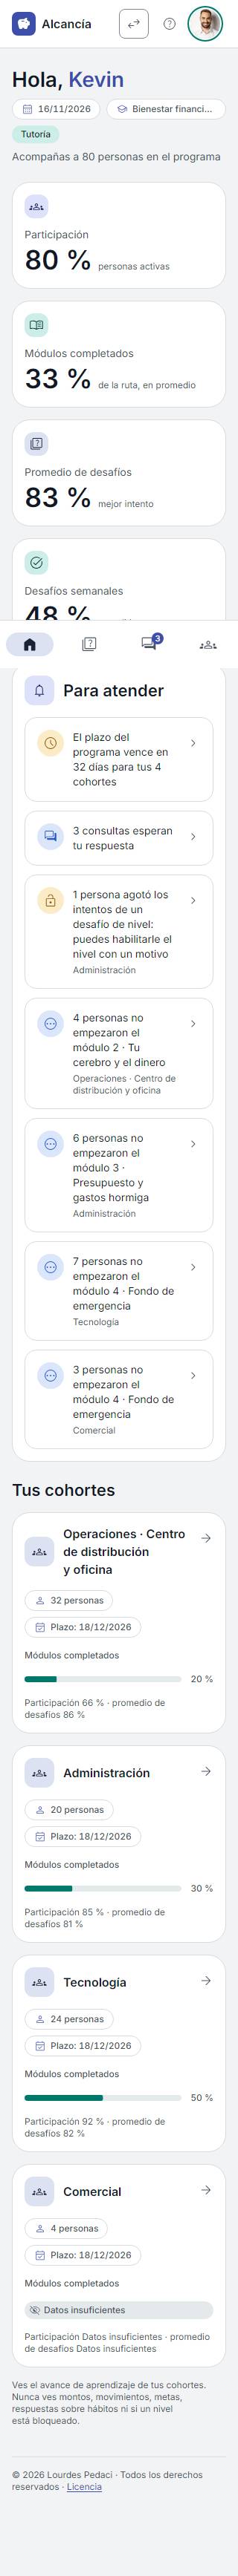 Alcancía
Hola, Kevin
16/11/2026
Bienestar financi...
Tutoría
Acompañas a 80 personas en el programa
Participación
80 % personas activas
Módulos completados
33 % de la ruta, en promedio
Promedio de desafíos
83 % mejor intento
Desafíos semanales
48 %
3
Para atender
El plazo del
programa vence en
32 días para tus 4
cohortes
3 consultas esperan
tu respuesta
1 persona agotó los
intentos de un
desafío de nivel:
puedes habilitarle el
nivel con un motivo
Administración
4 personas no
empezaron el
módulo 2 · Tu
cerebro y el dinero
Operaciones · Centro de
distribución y oficina
6 personas no
empezaron el
módulo 3 ·
Presupuesto y
gastos hormiga
Administración
7 personas no
empezaron el
módulo 4 · Fondo de
emergencia
Tecnología
3 personas no
empezaron el
módulo 4 · Fondo de
emergencia
Comercial
Tus cohortes
Operaciones · Centro
de distribución
y oficina
32 personas
Plazo: 18/12/2026
Módulos completados
20 %
Participación 66 % · promedio de
desafíos 86 %
Administración
20 personas
Plazo: 18/12/2026
Módulos completados
30 %
Participación 85 % · promedio de
desafíos 81 %
Tecnología
24 personas
Plazo: 18/12/2026
Módulos completados
50 %
Participación 92 % · promedio de
desafíos 82 %
Comercial
4 personas
Plazo: 18/12/2026
Módulos completados
Datos insuficientes
Participación Datos insuficientes · promedio
de desafíos Datos insuficientes
Ves el avance de aprendizaje de tus cohortes.
Nunca ves montos, movimientos, metas,
respuestas sobre hábitos ni si un nivel
está bloqueado.
© 2026 Lourdes Pedaci · Todos los derechos
reservados · Licencia